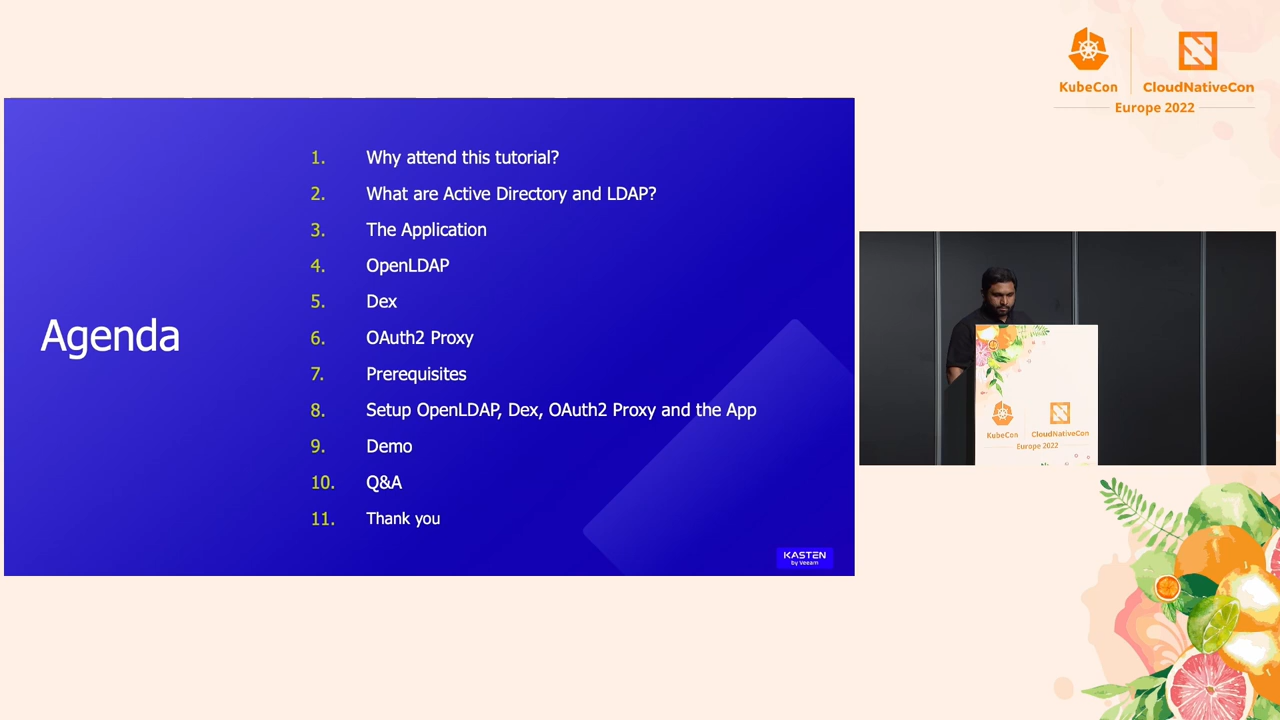 KubeCon
CloudNativeCon
Europe 2022
Agenda
1. Why attend this tutorial?
2. What are Active Directory and LDAP?
3. The Application
4. OpenLDAP
5. Dex
6. OAuth2 Proxy
7. Prerequisites
8. Setup OpenLDAP, Dex, OAuth2 Proxy and the App
9. Demo
10. Q&A
11. Thank you
KASTEN
by Veeam
KubeCon
CloudNativeCon
Europe 2022